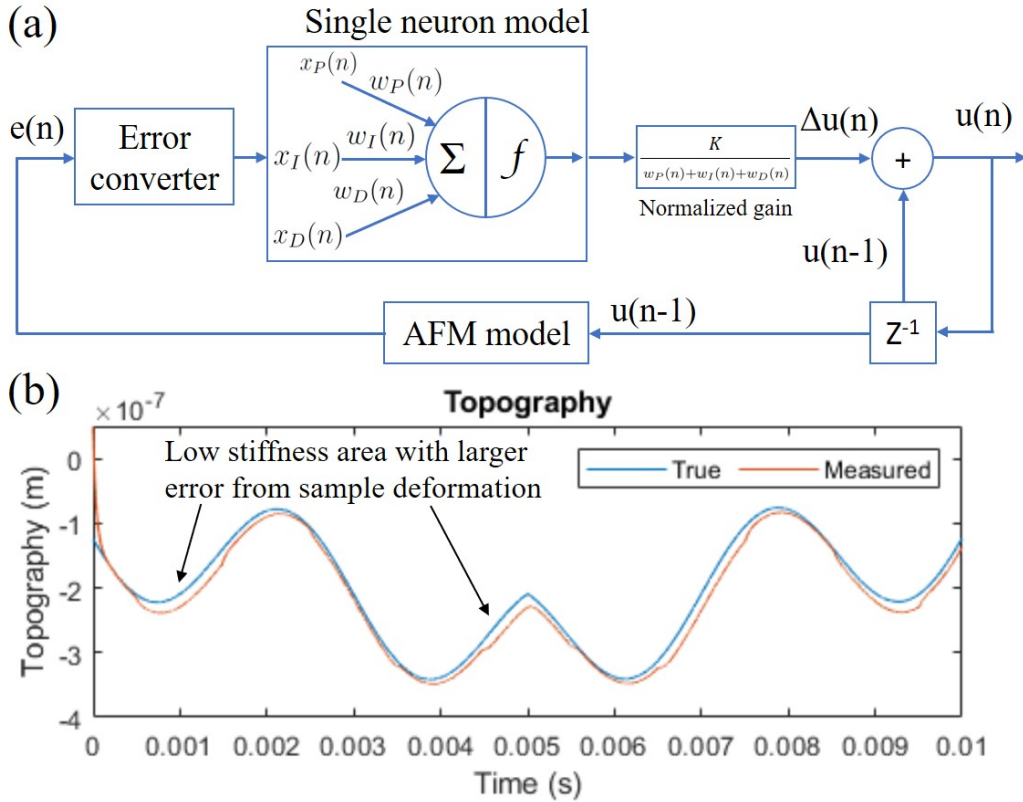 (a)
Single neuron model
x_P(n)
w_P(n)
e(n)
Error
converter
x_I(n)
w_I(n)
w_D(n)
x_D(n)
Σ
f
K
w_P(n)+w_I(n)+w_D(n)
Normalized gain
Δu(n)
+
u(n)
u(n-1)
AFM model
u(n-1)
Z⁻¹
(b)
×10⁻⁷
Topography
Low stiffness area with larger
error from sample deformation
True
Measured
Topography (m)
0
-1
-2
-3
-4
0 0.001 0.002 0.003 0.004 0.005 0.006 0.007 0.008 0.009 0.01
Time (s)